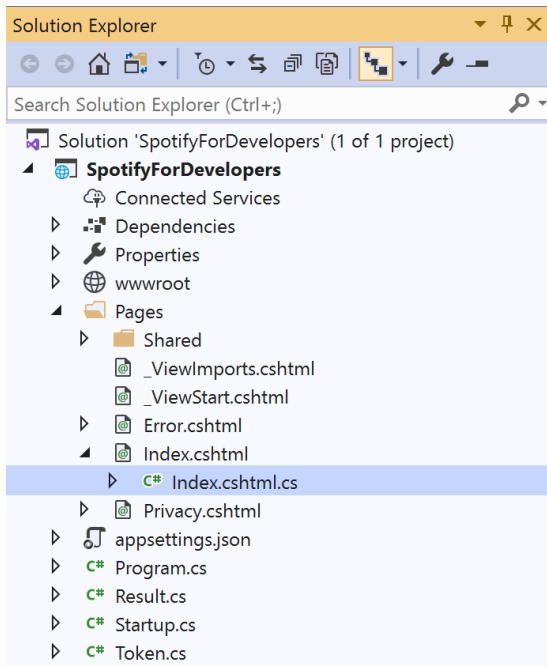 Solution Explorer
Search Solution Explorer (Ctrl+;)
Solution 'SpotifyForDevelopers' (1 of 1 project)
SpotifyForDevelopers
Connected Services
Dependencies
Properties
wwwroot
Pages
Shared
_ViewImports.cshtml
_ViewStart.cshtml
Error.cshtml
Index.cshtml
C# Index.cshtml.cs
Privacy.cshtml
appsettings.json
C# Program.cs
C# Result.cs
C# Startup.cs
C# Token.cs